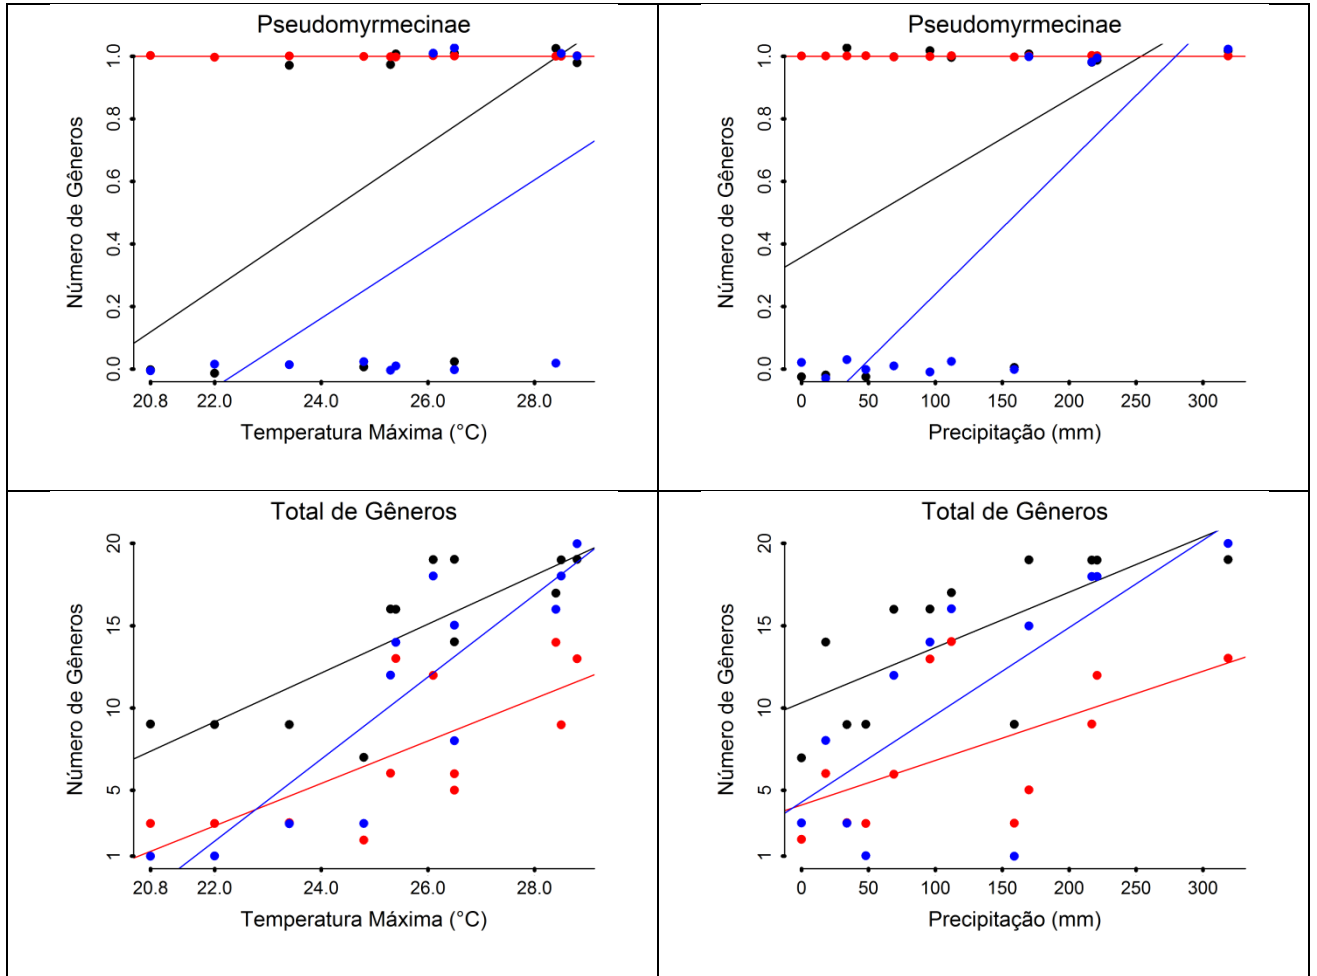 Pseudomyrmecinae
Número de Gêneros
1.0
0.8
0.6
0.4
0.2
0.0
20.8 22.0 24.0 26.0 28.0
Temperatura Máxima (°C)
Pseudomyrmecinae
Número de Gêneros
1.0
0.8
0.6
0.4
0.2
0.0
0 50 100 150 200 250 300
Precipitação (mm)
Total de Gêneros
Número de Gêneros
20
15
10
5
1
20.8 22.0 24.0 26.0 28.0
Temperatura Máxima (°C)
Total de Gêneros
Número de Gêneros
20
15
10
5
1
0 50 100 150 200 250 300
Precipitação (mm)